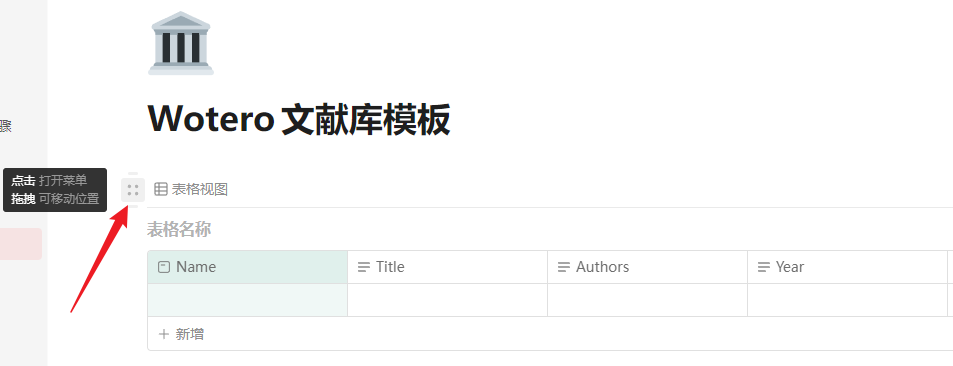 Wotero 文献库模板
骤
点击 打开菜单
拖拽 可移动位置
表格视图
表格名称
Name Title Authors Year
新增